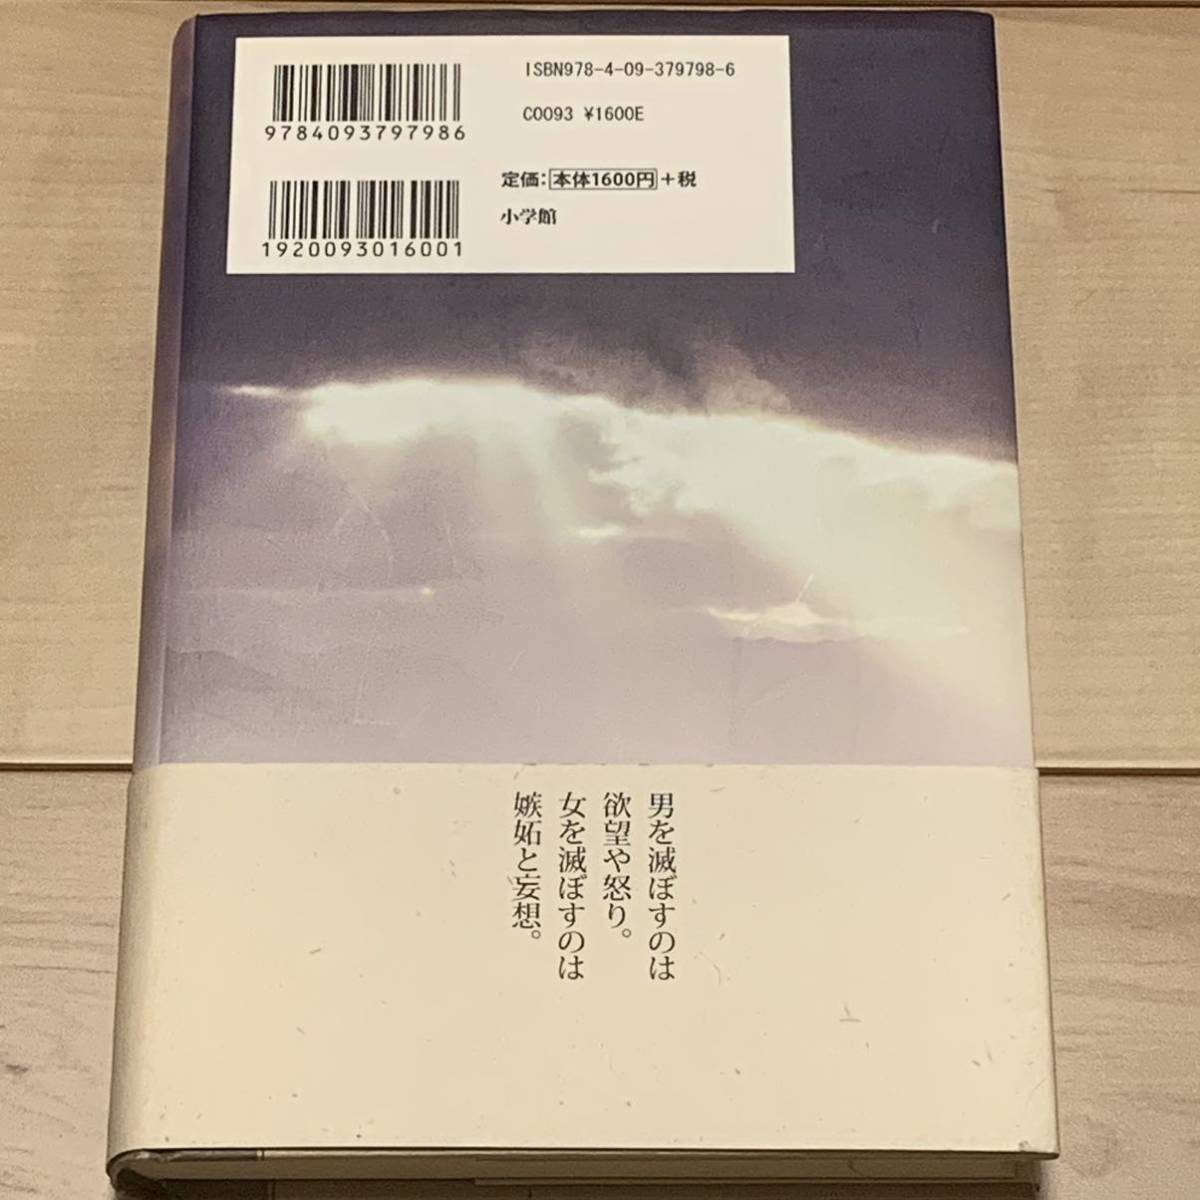 ISBN978-4-09-379798-6
9784093797986
C0093 ¥1600E
定価:本体1600円+税
小学館
1920093016001
男を滅ぼすのは
欲望や怒り。
女を滅ぼすのは
嫉妬と妄想。